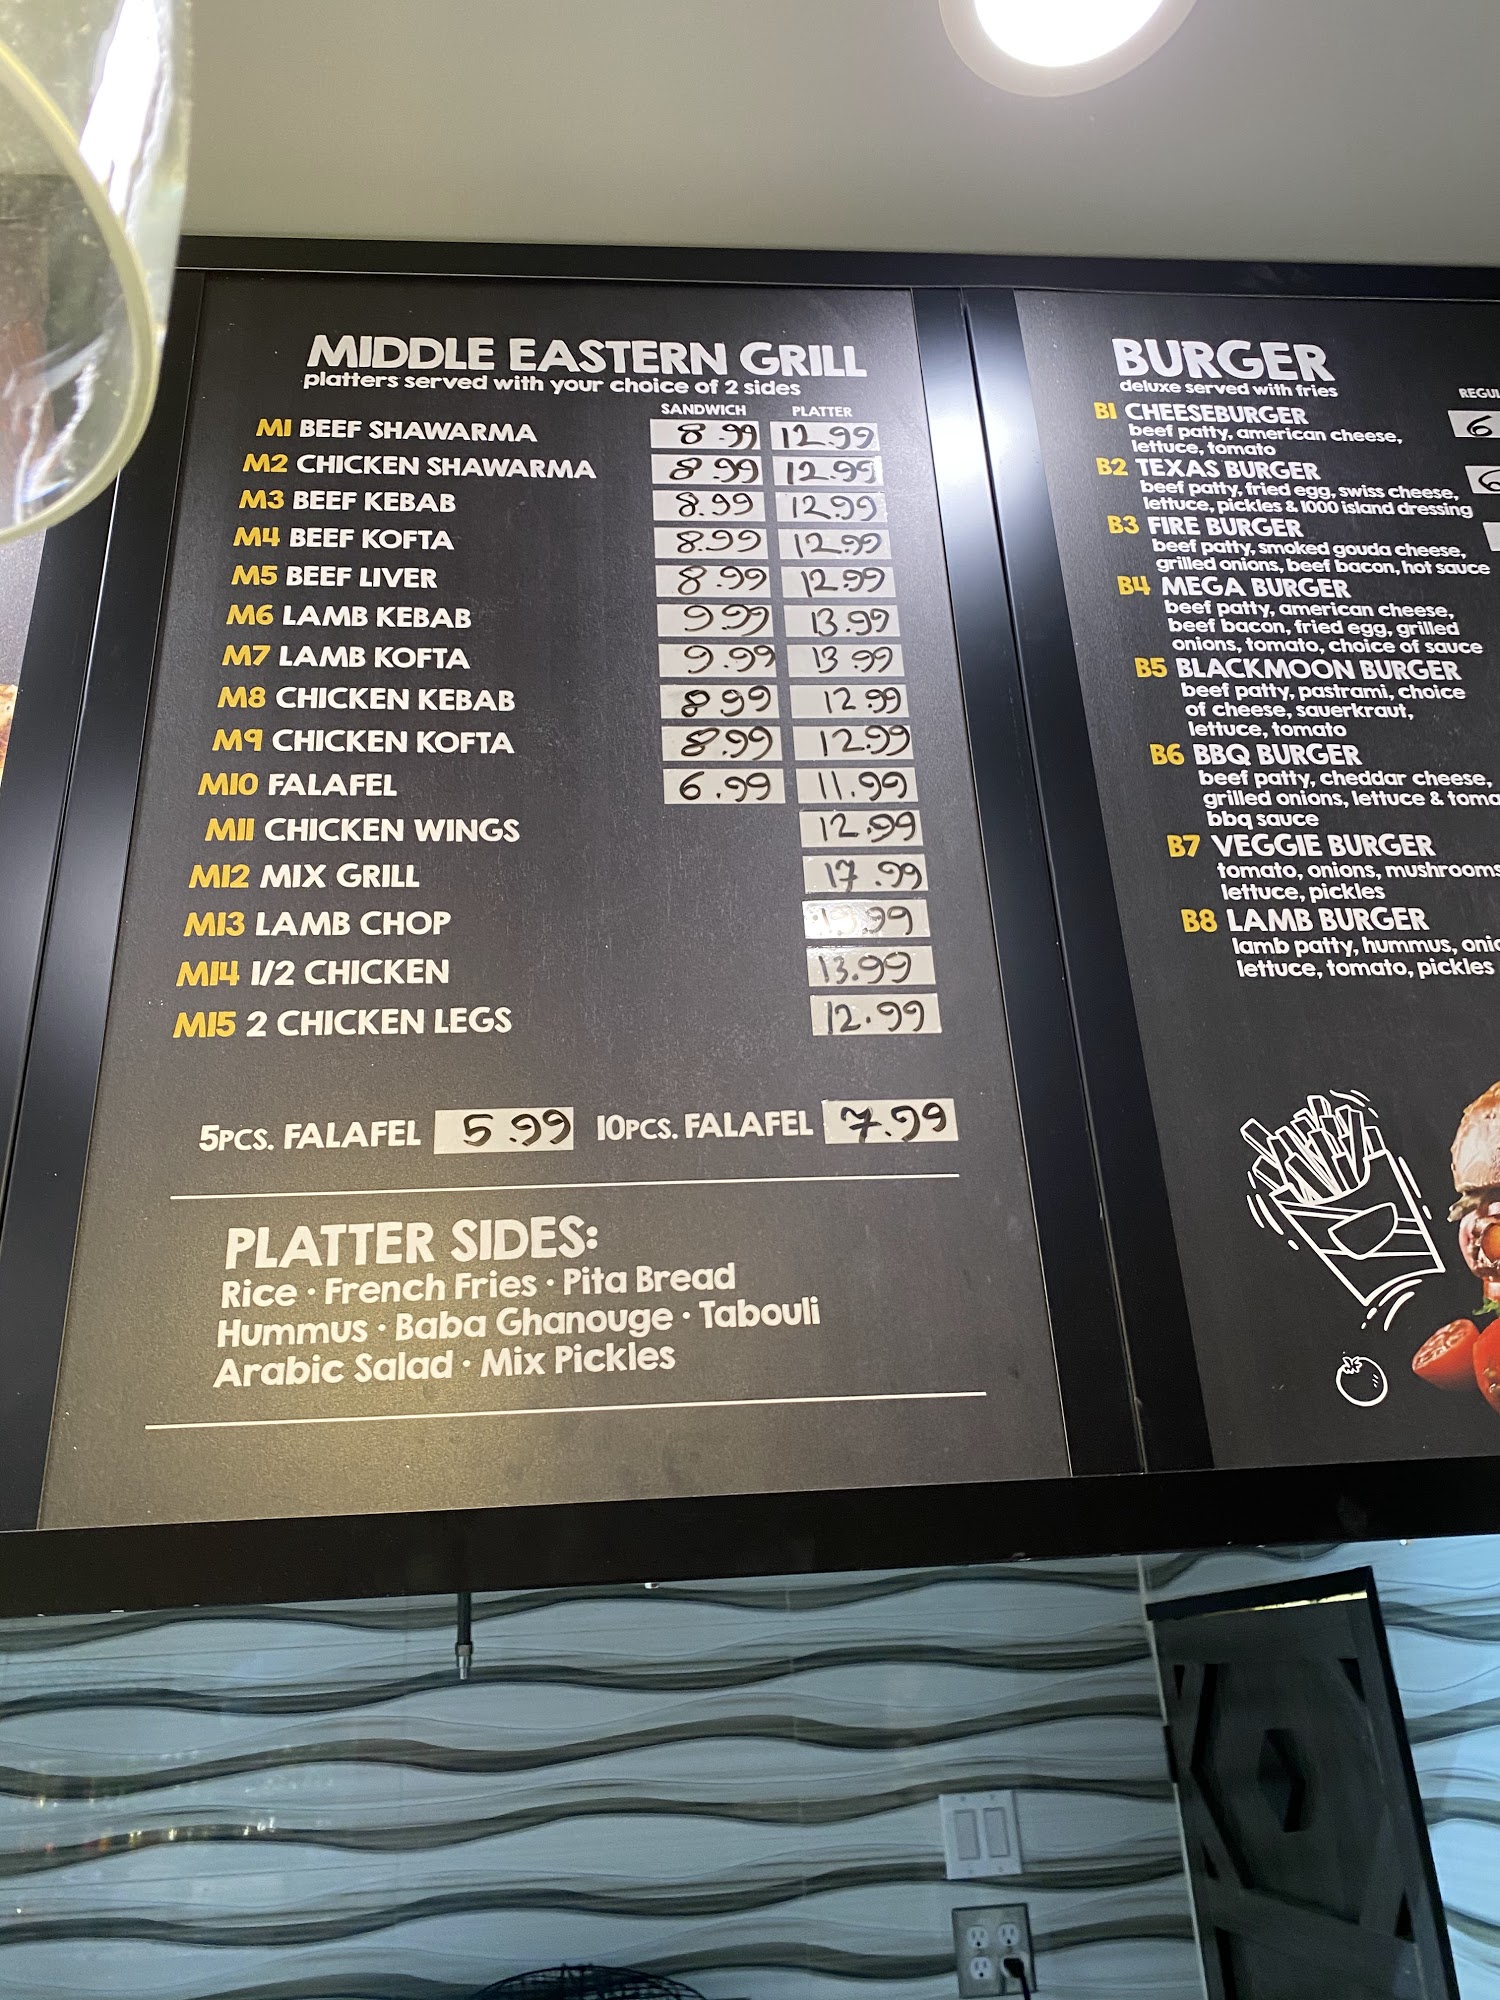 MIDDLE EASTERN GRILL
platters served with your choice of 2 sides
SANDWICH PLATTER
M1 BEEF SHAWARMA 8.99 12.99
M2 CHICKEN SHAWARMA 8.99 12.99
M3 BEEF KEBAB 8.99 12.99
M4 BEEF KOFTA 8.99 12.99
M5 BEEF LIVER 8.99 12.99
M6 LAMB KEBAB 9.99 13.99
M7 LAMB KOFTA 9.99 13.99
M8 CHICKEN KEBAB 8.99 12.99
M9 CHICKEN KOFTA 8.99 12.99
M10 FALAFEL 6.99 11.99
M11 CHICKEN WINGS 12.99
M12 MIX GRILL 17.99
M13 LAMB CHOP
M14 1/2 CHICKEN 13.99
M15 2 CHICKEN LEGS 12.99
5PCS. FALAFEL 5.99 10PCS. FALAFEL 7.99
PLATTER SIDES:
Rice · French Fries · Pita Bread
Hummus · Baba Ghanouge · Tabouli
Arabic Salad · Mix Pickles
BURGER
deluxe served with fries
B1 CHEESEBURGER 6
beef patty, american cheese,
lettuce, tomato
B2 TEXAS BURGER
beef patty, fried egg, swiss cheese,
lettuce, pickles & 1000 island dressing
B3 FIRE BURGER
beef patty, smoked gouda cheese,
grilled onions, beef bacon, hot sauce
B4 MEGA BURGER
beef patty, american cheese,
beef bacon, fried egg, grilled
onions, tomato, choice of sauce
B5 BLACKMOON BURGER
beef patty, pastrami, choice
of cheese, sauerkraut,
lettuce, tomato
B6 BBQ BURGER
beef patty, cheddar cheese,
grilled onions, lettuce & toma
bbq sauce
B7 VEGGIE BURGER
tomato, onions, mushrooms
lettuce, pickles
B8 LAMB BURGER
lamb patty, hummus, onio
lettuce, tomato, pickles